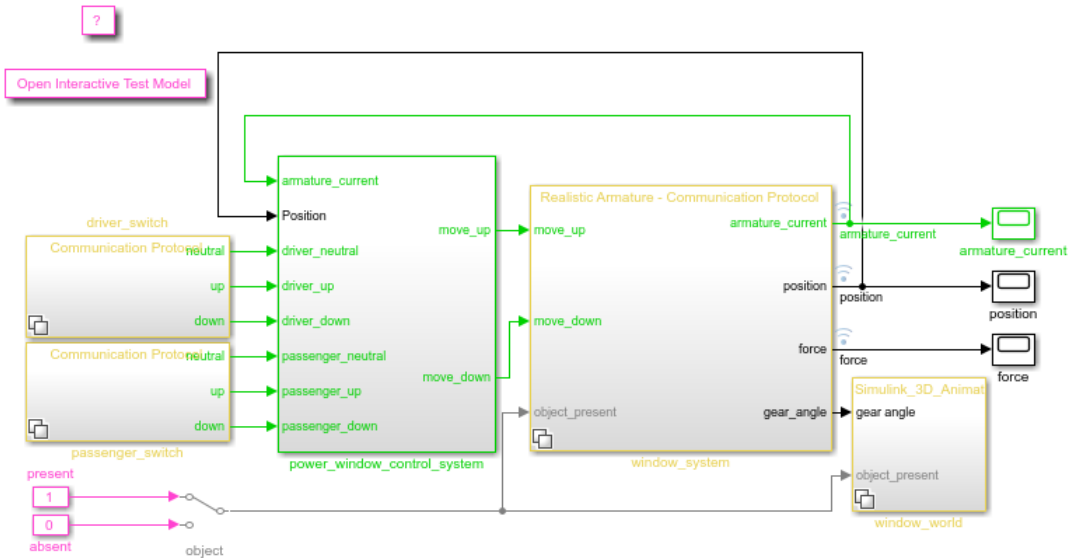 ?
Open Interactive Test Model
driver_switch
Communication Protocol
neutral
up
down
Communication Protocol
neutral
up
down
passenger_switch
present
1
0
absent
object
armature_current
Position
driver_neutral
driver_up
driver_down
passenger_neutral
passenger_up
passenger_down
move_up
move_down
power_window_control_system
Realistic Armature - Communication Protocol
move_up
move_down
object_present
armature_current
position
force
gear_angle
window_system
armature_current
position
force
armature_current
position
force
Simulink_3D_Animat
gear angle
object_present
window_world